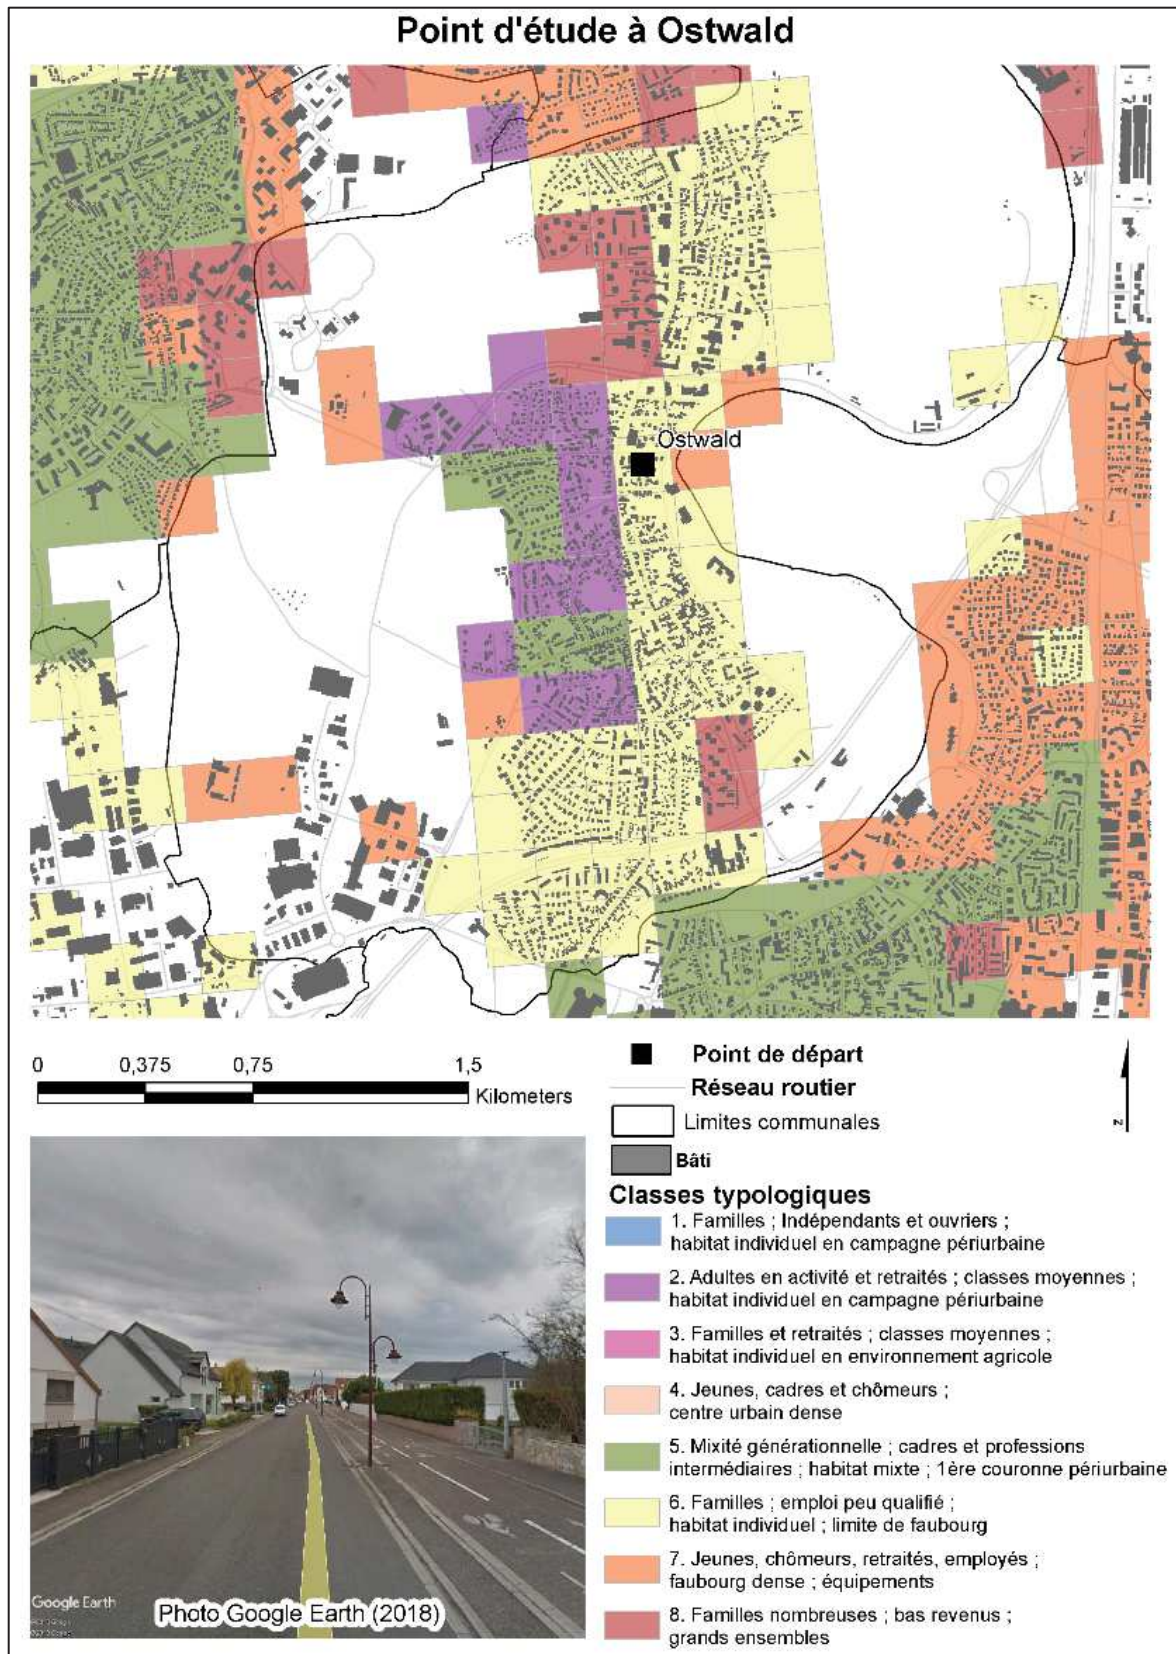 Point d'étude à Ostwald
Ostwald
0 0,375 0,75 1,5
Kilometers
Point de départ
Réseau routier
Limites communales
Bâti
N
Classes typologiques
1. Familles ; Indépendants et ouvriers ;
habitat individuel en campagne périurbaine
2. Adultes en activité et retraités ; classes moyennes ;
habitat individuel en campagne périurbaine
3. Familles et retraités ; classes moyennes ;
habitat individuel en environnement agricole
4. Jeunes, cadres et chômeurs ;
centre urbain dense
5. Mixité générationnelle ; cadres et professions
intermédiaires ; habitat mixte ; 1ère couronne périurbaine
6. Familles ; emploi peu qualifié ;
habitat individuel ; limite de faubourg
7. Jeunes, chômeurs, retraités, employés ;
faubourg dense ; équipements
8. Familles nombreuses ; bas revenus ;
grands ensembles
Google Earth
Photo Google Earth (2018)